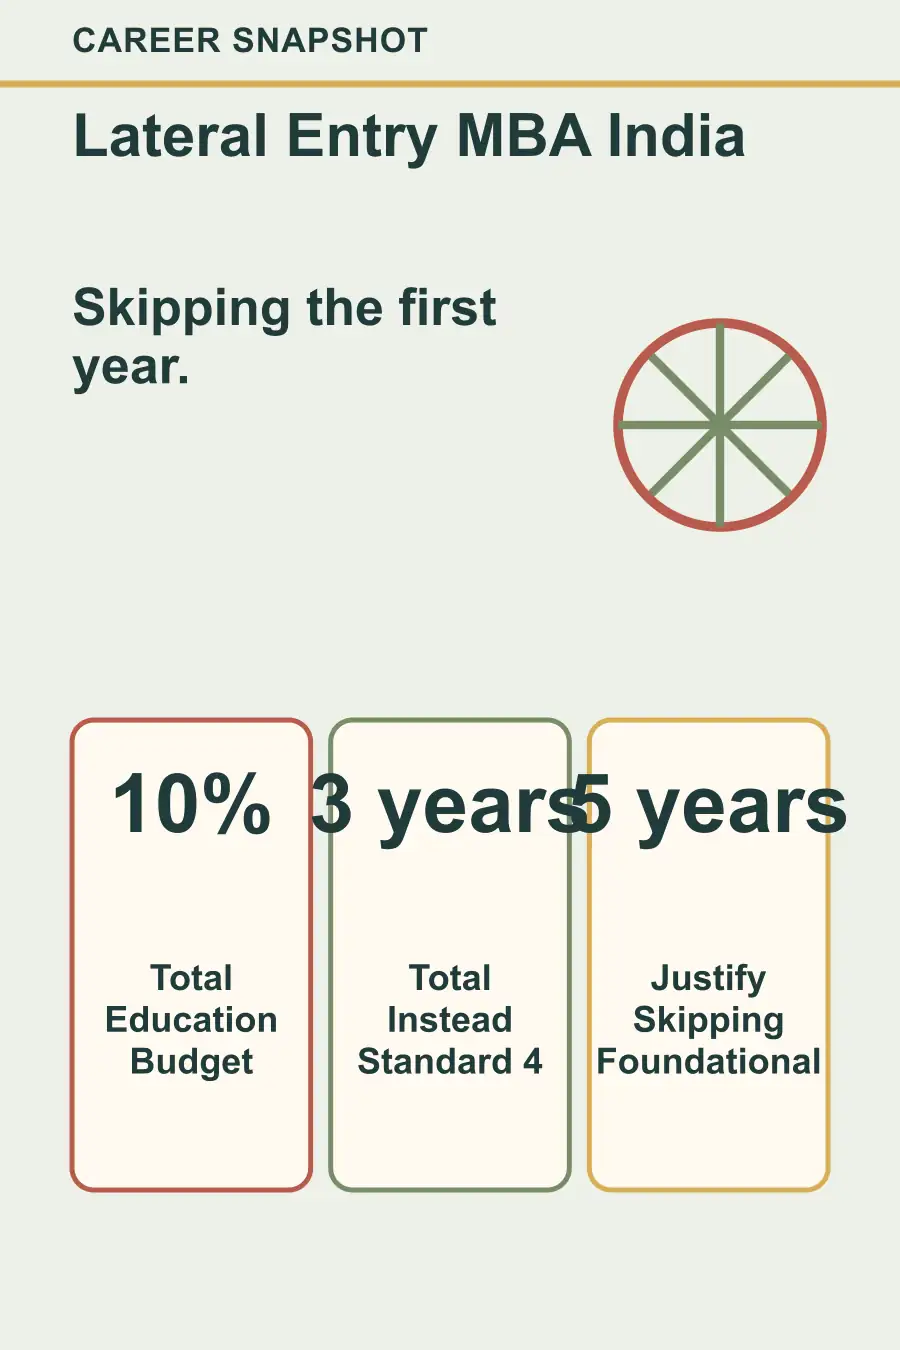 CAREER SNAPSHOT
Lateral Entry MBA India
Skipping the first
year.
10%
3 years
5 years
Total
Education
Budget
Total
Instead
Standard 4
Justify
Skipping
Foundational